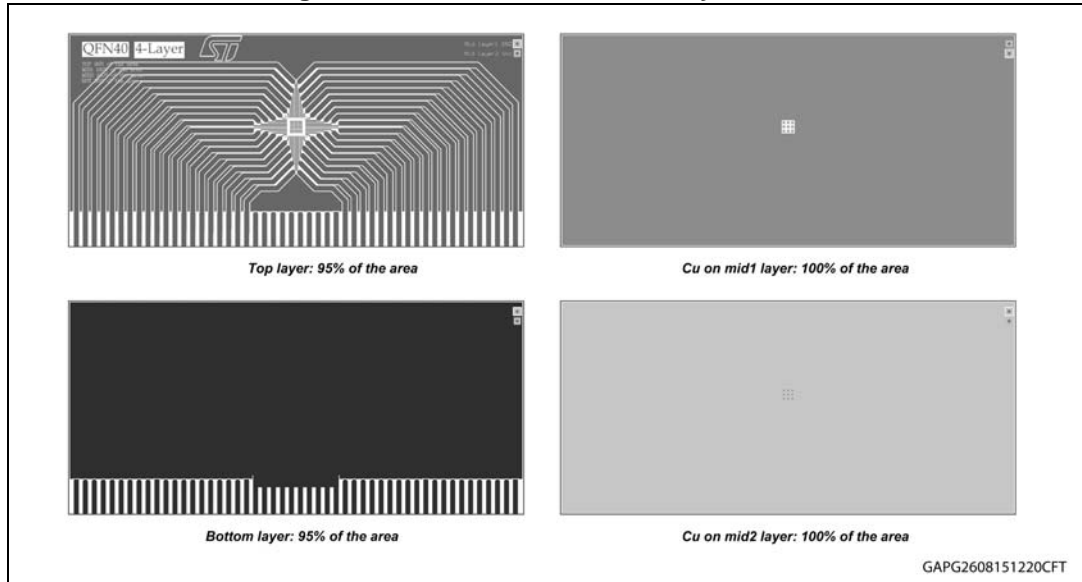 QFN40 4-Layer
Top layer: 95% of the area
Cu on mid1 layer: 100% of the area
Bottom layer: 95% of the area
Cu on mid2 layer: 100% of the area
GAPG2608151220CFT